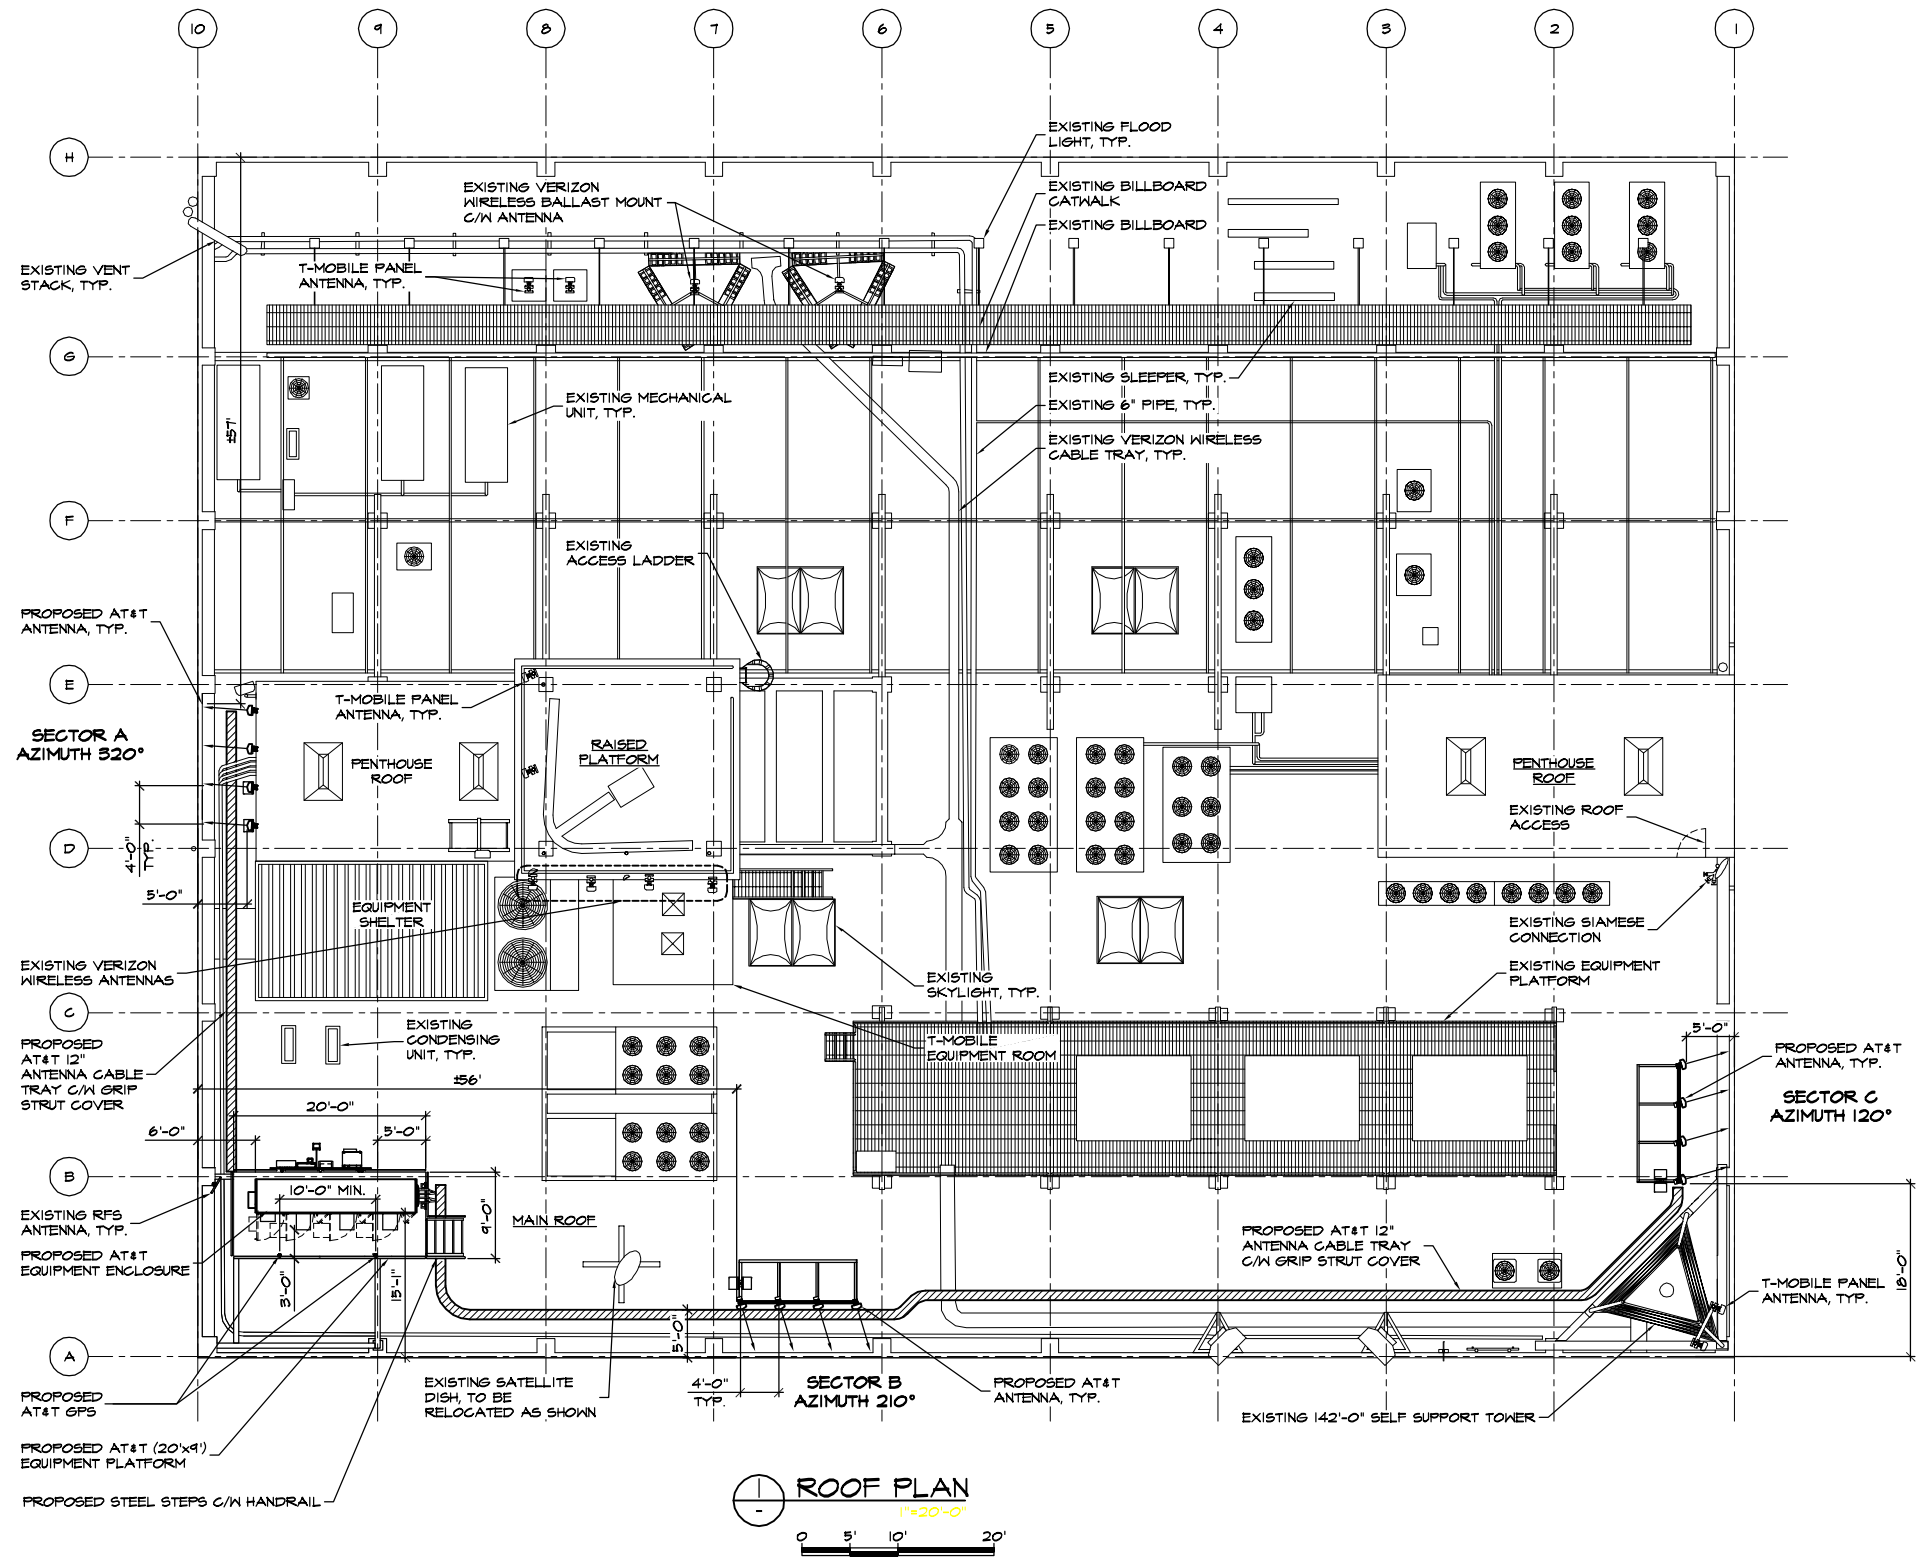 10 9 8 7 6 5 4 3 2 1
H
EXISTING FLOOD
LIGHT, TYP.
EXISTING VERIZON
WIRELESS BALLAST MOUNT
C/W ANTENNA
EXISTING BILLBOARD
CATWALK
EXISTING BILLBOARD
EXISTING VENT
STACK, TYP.
T-MOBILE PANEL
ANTENNA, TYP.
G
EXISTING SLEEPER, TYP.
EXISTING MECHANICAL
UNIT, TYP.
EXISTING 6" PIPE, TYP.
±57'
EXISTING VERIZON WIRELESS
CABLE TRAY, TYP.
F
EXISTING
ACCESS LADDER
PROPOSED AT&T
ANTENNA, TYP.
E
T-MOBILE PANEL
ANTENNA, TYP.
SECTOR A
AZIMUTH 320°
RAISED
PLATFORM
PENTHOUSE
ROOF
PENTHOUSE
ROOF
EXISTING ROOF
ACCESS
D
4'-0"
TYP.
5'-0"
EQUIPMENT
SHELTER
EXISTING SIAMESE
CONNECTION
EXISTING VERIZON
WIRELESS ANTENNAS
EXISTING
SKYLIGHT, TYP.
EXISTING EQUIPMENT
PLATFORM
C
EXISTING
CONDENSING
UNIT, TYP.
T-MOBILE
EQUIPMENT ROOM
5'-0"
PROPOSED
AT&T 12"
ANTENNA CABLE
TRAY C/W GRIP
STRUT COVER
PROPOSED AT&T
ANTENNA, TYP.
±56'
20'-0"
SECTOR C
AZIMUTH 120°
6'-0"
5'-0"
B
10'-0" MIN.
9'-0"
MAIN ROOF
EXISTING RFS
ANTENNA, TYP.
PROPOSED AT&T
EQUIPMENT ENCLOSURE
PROPOSED AT&T 12"
ANTENNA CABLE TRAY
C/W GRIP STRUT COVER
3'-0"
15'-1"
18'-0"
T-MOBILE PANEL
ANTENNA, TYP.
5'-0"
A
EXISTING SATELLITE
DISH, TO BE
RELOCATED AS SHOWN
4'-0"
TYP.
SECTOR B
AZIMUTH 210°
PROPOSED AT&T
ANTENNA, TYP.
PROPOSED
AT&T GPS
EXISTING 142'-0" SELF SUPPORT TOWER
PROPOSED AT&T (20'x9')
EQUIPMENT PLATFORM
PROPOSED STEEL STEPS C/W HANDRAIL
1
-
ROOF PLAN
1"=20'-0"
0 5' 10' 20'